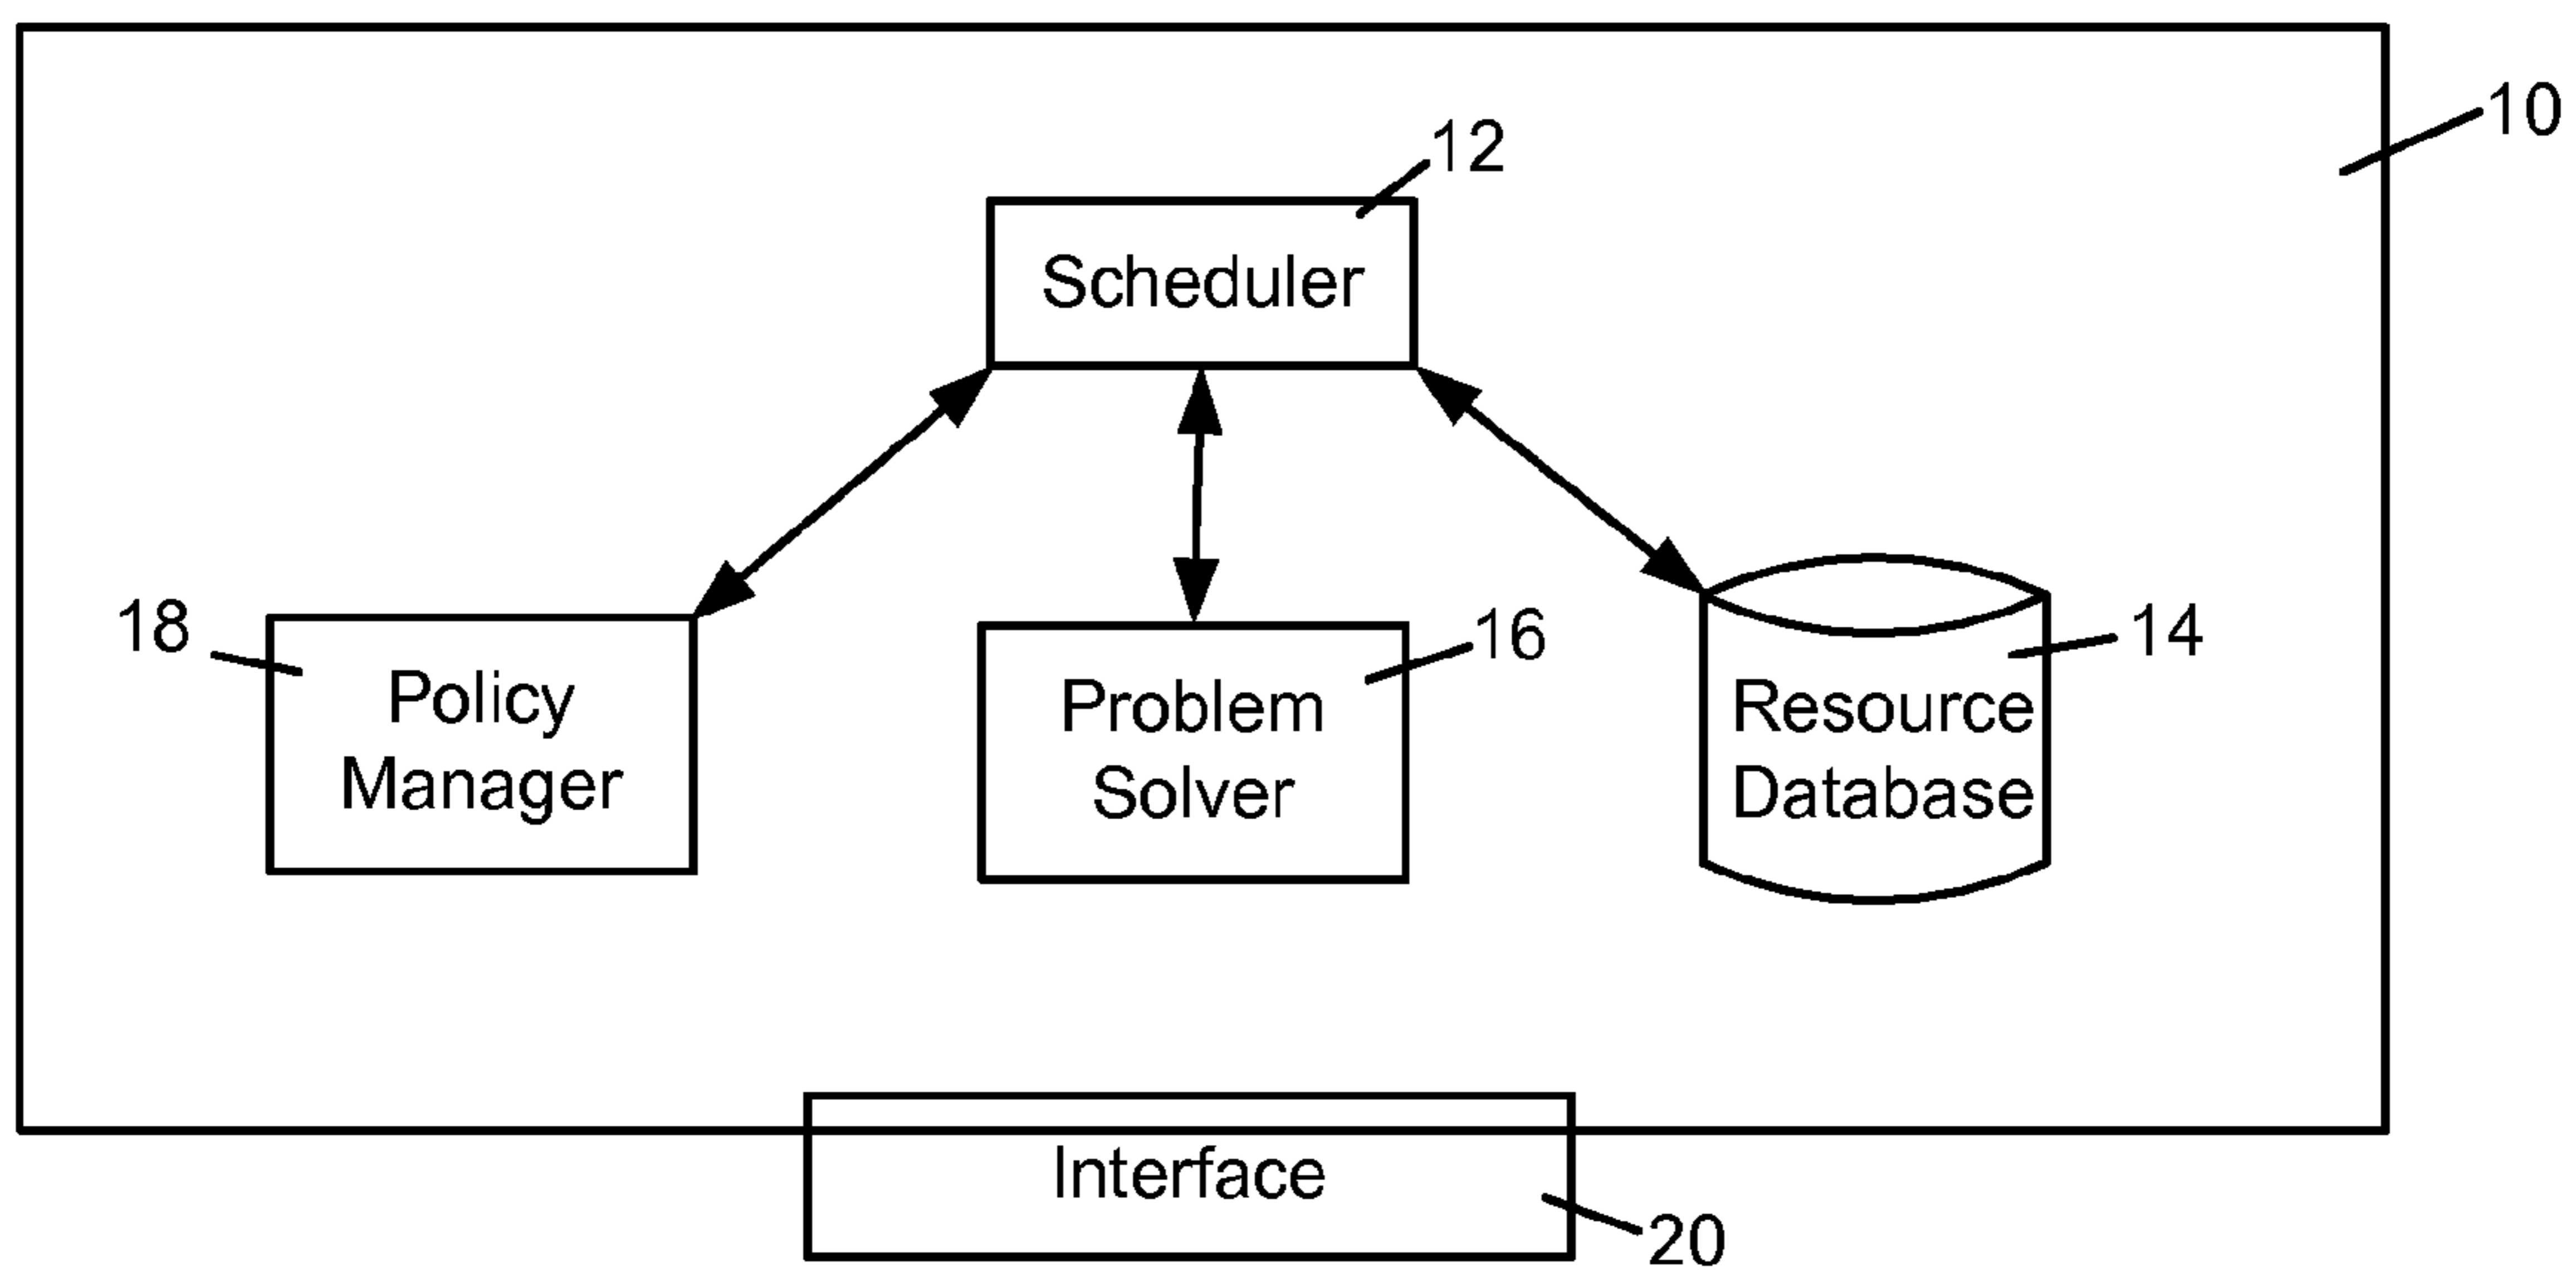 10
12
Scheduler
18
Policy
Manager
16
Problem
Solver
14
Resource
Database
Interface
20